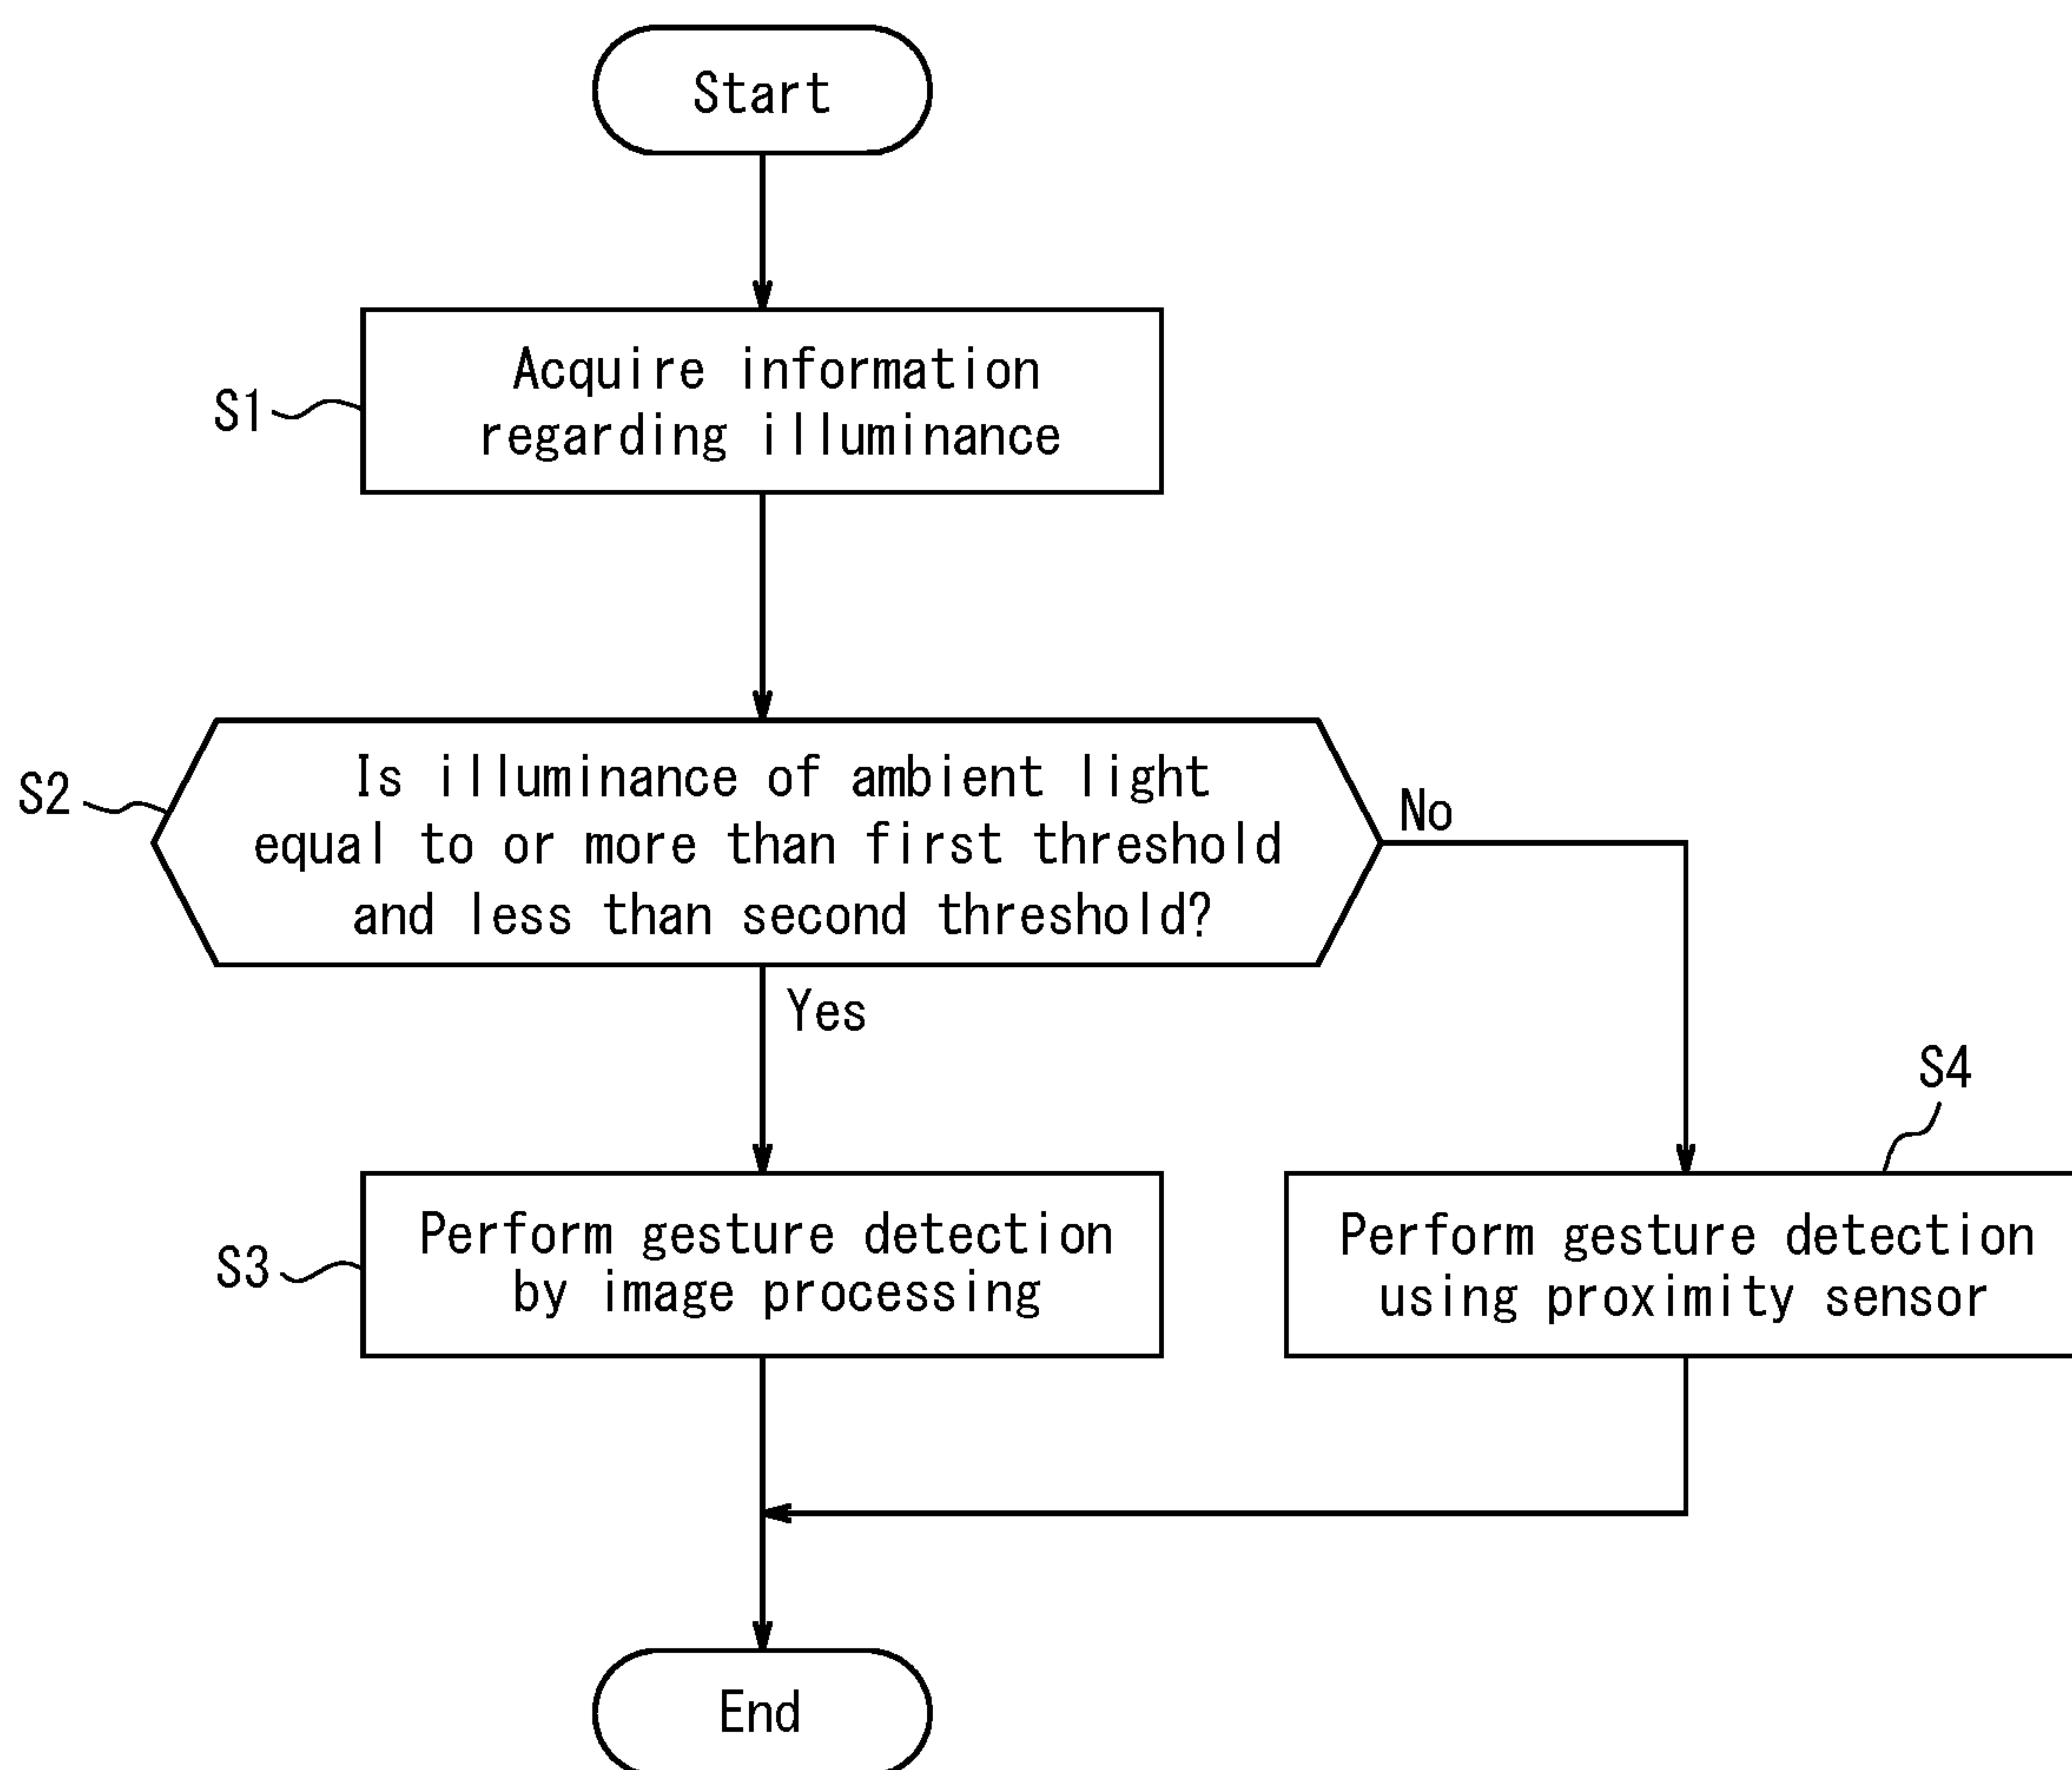 Start
S1
Acquire information
regarding illuminance
S2
Is illuminance of ambient light
equal to or more than first threshold
and less than second threshold?
No
Yes
S4
S3
Perform gesture detection
by image processing
Perform gesture detection
using proximity sensor
End